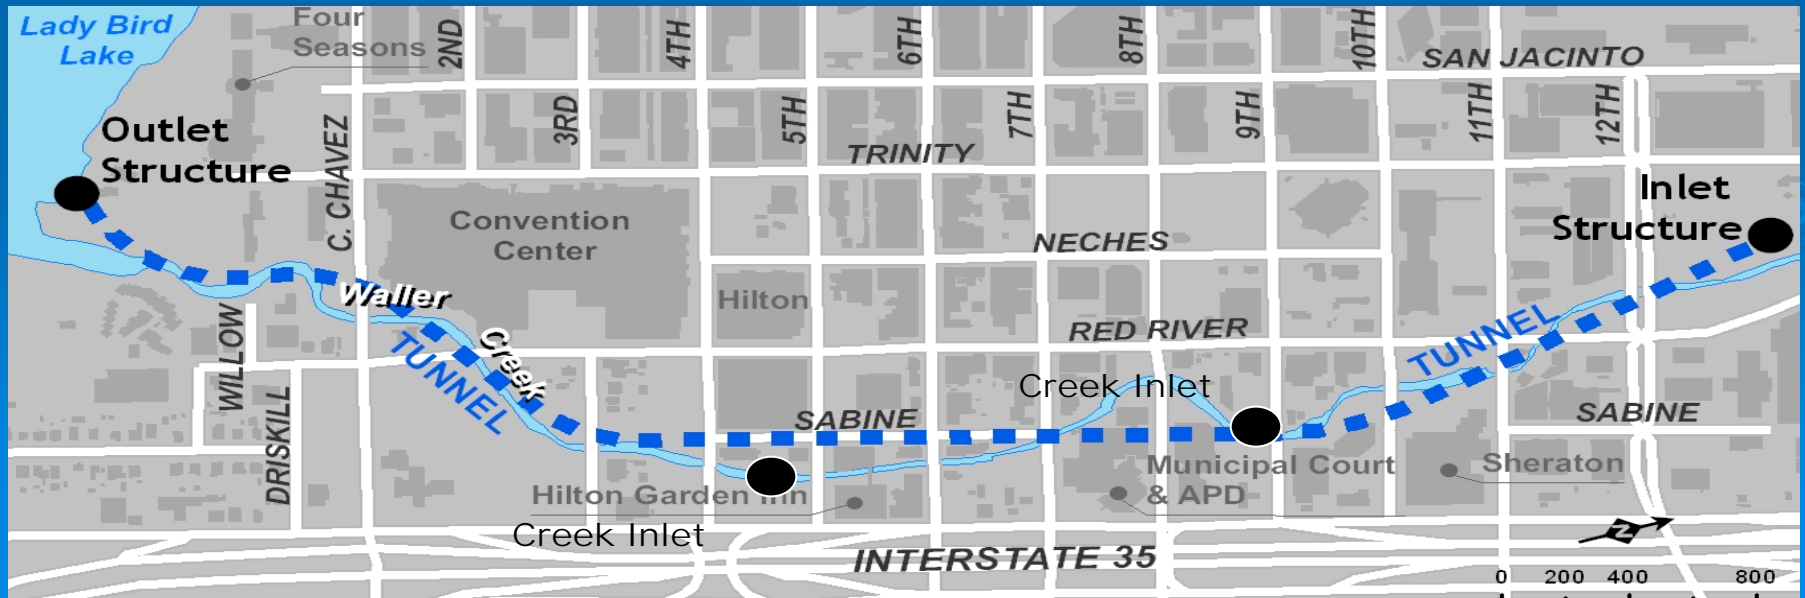 Lady Bird
Lake
Four
Seasons
2ND
4TH
6TH
8TH
10TH
SAN JACINTO
Outlet
Structure
C. CHAVEZ
3RD
5TH
7TH
9TH
11TH
12TH
TRINITY
Inlet
Structure
Convention
Center
NECHES
Waller
Creek
Hilton
RED RIVER
TUNNEL
TUNNEL
WILLOW
DRISKILL
Creek Inlet
SABINE
SABINE
Municipal Court
& APD
Sheraton
Hilton Garden Inn
Creek Inlet
INTERSTATE 35
N
0 200 400 800